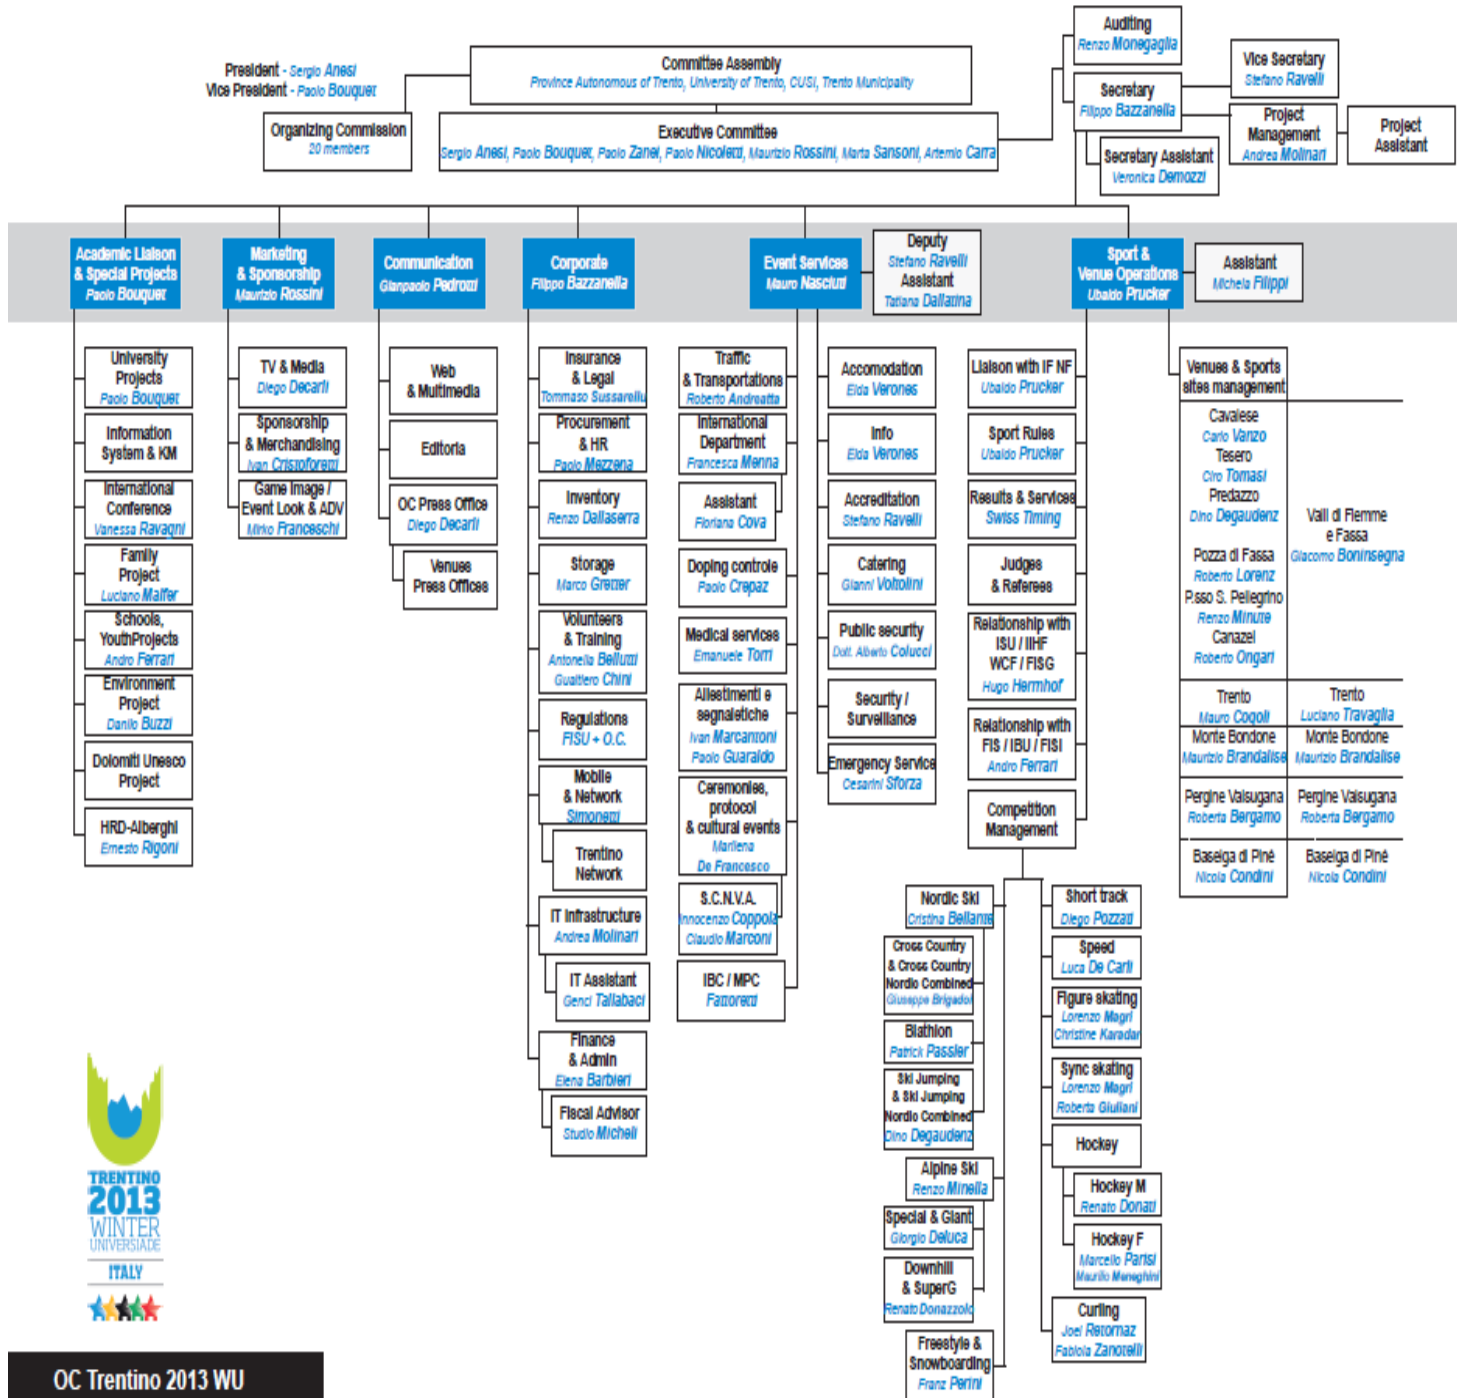 Auditing
Renzo Monegaglia
President - Sergio Anesi
Vice President - Paolo Bouquet
Committee Assembly
Province Autonomous of Trento, University of Trento, CUSI, Trento Municipality
Vice Secretary
Stefano Ravelli
Secretary
Filippo Bazzanella
Organizing Commission
20 members
Executive Committee
Sergio Anesi, Paolo Bouquet, Paolo Zanei, Paolo Nicoletti, Maurizio Rossini, Marta Sansoni, Artemio Carra
Project
Management
Andrea Molinari
Project
Assistant
Secretary Assistant
Veronica Demozzi
Academic Liaison
& Special Projects
Paolo Bouquet
Marketing
& Sponsorship
Maurizio Rossini
Communication
Gianpaolo Pedrotti
Corporate
Filippo Bazzanella
Event Services
Mauro Nasciuti
Deputy
Stefano Ravelli
Assistant
Tatiana Dallatina
Sport &
Venue Operations
Ubaldo Prucker
Assistant
Michela Filippi
University
Projects
Paolo Bouquet
Information
System & KM
International
Conference
Vanessa Ravagni
Family
Project
Luciano Malfer
Schools,
YouthProjects
Andro Ferrari
Environment
Project
Danilo Buzzi
Dolomiti Unesco
Project
HRD-Alberghi
Ernesto Rigoni
TV & Media
Diego Decarli
Sponsorship
& Merchandising
Ivan Cristoforetti
Game Image /
Event Look & ADV
Mirko Franceschi
Web
& Multimedia
Editoria
OC Press Office
Diego Decarli
Venues
Press Offices
Insurance
& Legal
Tommaso Sussarellu
Procurement
& HR
Paolo Mezzena
Inventory
Renzo Dallaserra
Storage
Marco Gretter
Volunteers
& Training
Antonella Bellutti
Gualtiero Chini
Regulations
FISU + O.C.
Mobile
& Network
Simonetti
Trentino
Network
IT Infrastructure
Andrea Molinari
IT Assistant
Genci Tallabaci
Finance
& Admin
Elena Barbieri
Fiscal Advisor
Studio Micheli
Traffic
& Transportations
Roberto Andreatta
International
Department
Francesca Menna
Assistant
Floriana Cova
Doping controle
Paolo Crepaz
Medical services
Emanuele Torri
Allestimenti e
segnaletiche
Ivan Marcantoni
Paolo Guaraldo
Ceremonies,
protocol
& cultural events
Marilena
De Francesco
S.C.N.V.A.
Innocenzo Coppola
Claudio Marconi
IBC / MPC
Fattoretti
Accomodation
Elda Verones
Info
Elda Verones
Accreditation
Stefano Ravelli
Catering
Gianni Voltolini
Public security
Dott. Alberto Colucci
Security /
Surveillance
Emergency Service
Cesarini Sforza
Liaison with IF NF
Ubaldo Prucker
Sport Rules
Ubaldo Prucker
Results & Services
Swiss Timing
Judges
& Referees
Relationship with
ISU / IIHF
WCF / FISG
Hugo Hermhof
Relationship with
FIS / IBU / FISI
Andro Ferrari
Competition
Management
Nordic Ski
Cristina Bellante
Cross Country
& Cross Country
Nordic Combined
Giuseppe Brigadoi
Biathlon
Patrick Passler
Ski Jumping
& Ski Jumping
Nordic Combined
Dino Degaudenz
Alpine Ski
Renzo Minella
Special & Giant
Giorgio Deluca
Downhill
& SuperG
Renato Donazzolo
Freestyle &
Snowboarding
Franz Perini
Short track
Diego Pozzati
Speed
Luca De Carli
Figure skating
Lorenzo Magri
Christine Karadar
Sync skating
Lorenzo Magri
Roberta Giuliani
Hockey
Hockey M
Renato Donati
Hockey F
Marcello Parisi
Maurilio Meneghini
Curling
Joel Retornaz
Fabiola Zanotelli
Venues & Sports
sites management
Cavalese
Carlo Vanzo
Tesero
Ciro Tomasi
Predazzo
Dino Degaudenz
Pozza di Fassa
Roberto Lorenz
P.sso S. Pellegrino
Renzo Minute
Canazei
Roberto Ongari
Valli di Fiemme
e Fassa
Giacomo Boninsegna
Trento
Mauro Cogoli
Trento
Luciano Travaglia
Monte Bondone
Maurizio Brandalise
Monte Bondone
Maurizio Brandalise
Pergine Valsugana
Roberta Bergamo
Pergine Valsugana
Roberta Bergamo
Baselga di Piné
Nicola Condini
Baselga di Piné
Nicola Condini
TRENTINO
2013
WINTER
UNIVERSIADE
ITALY
OC Trentino 2013 WU